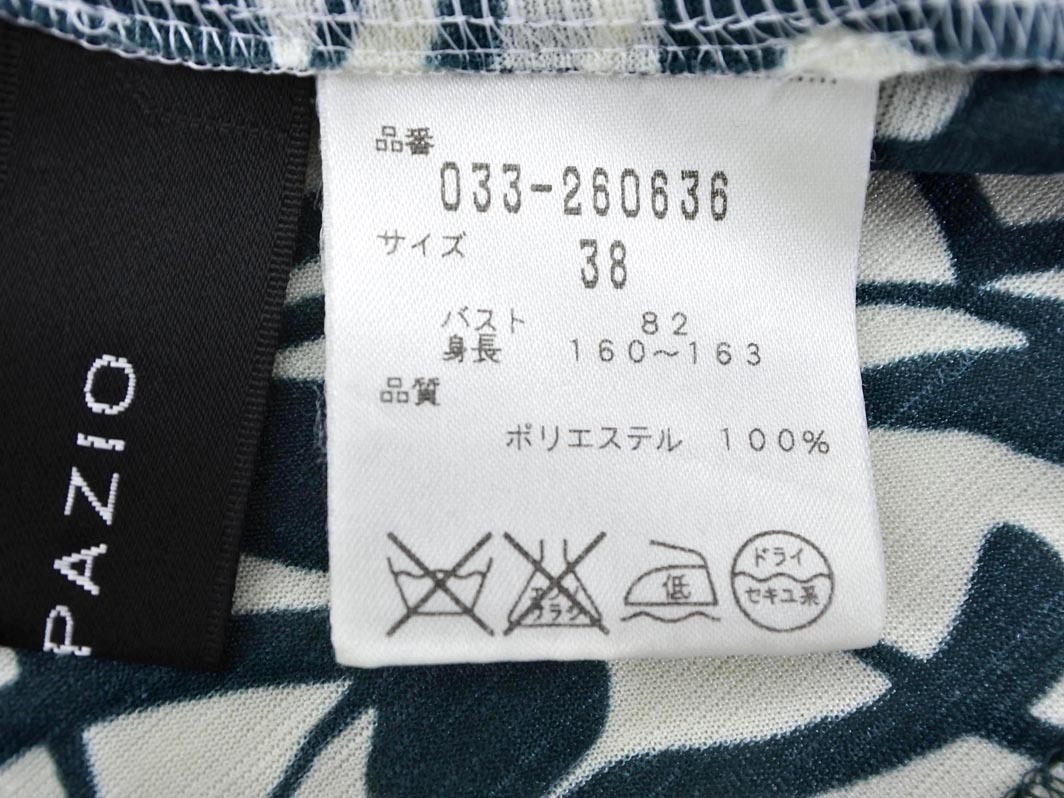 品番
033-260636
サイズ
38
バスト 82
身長 160〜163
品質
ポリエステル 100%
低
ドライ
セキユ系
PAZIO